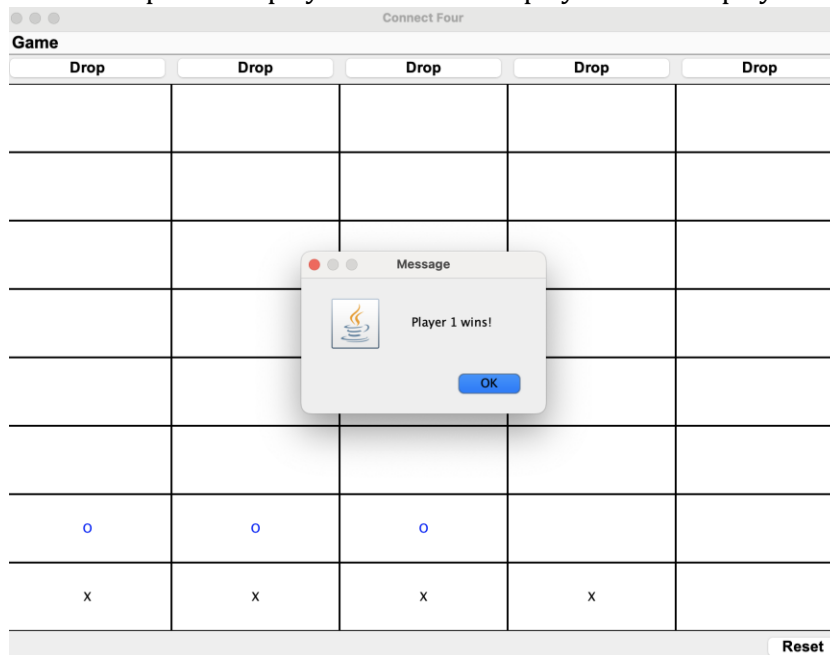 Connect Four
Game
Drop Drop Drop Drop Drop
Message
Player 1 wins!
OK
o o o
x x x x
Reset